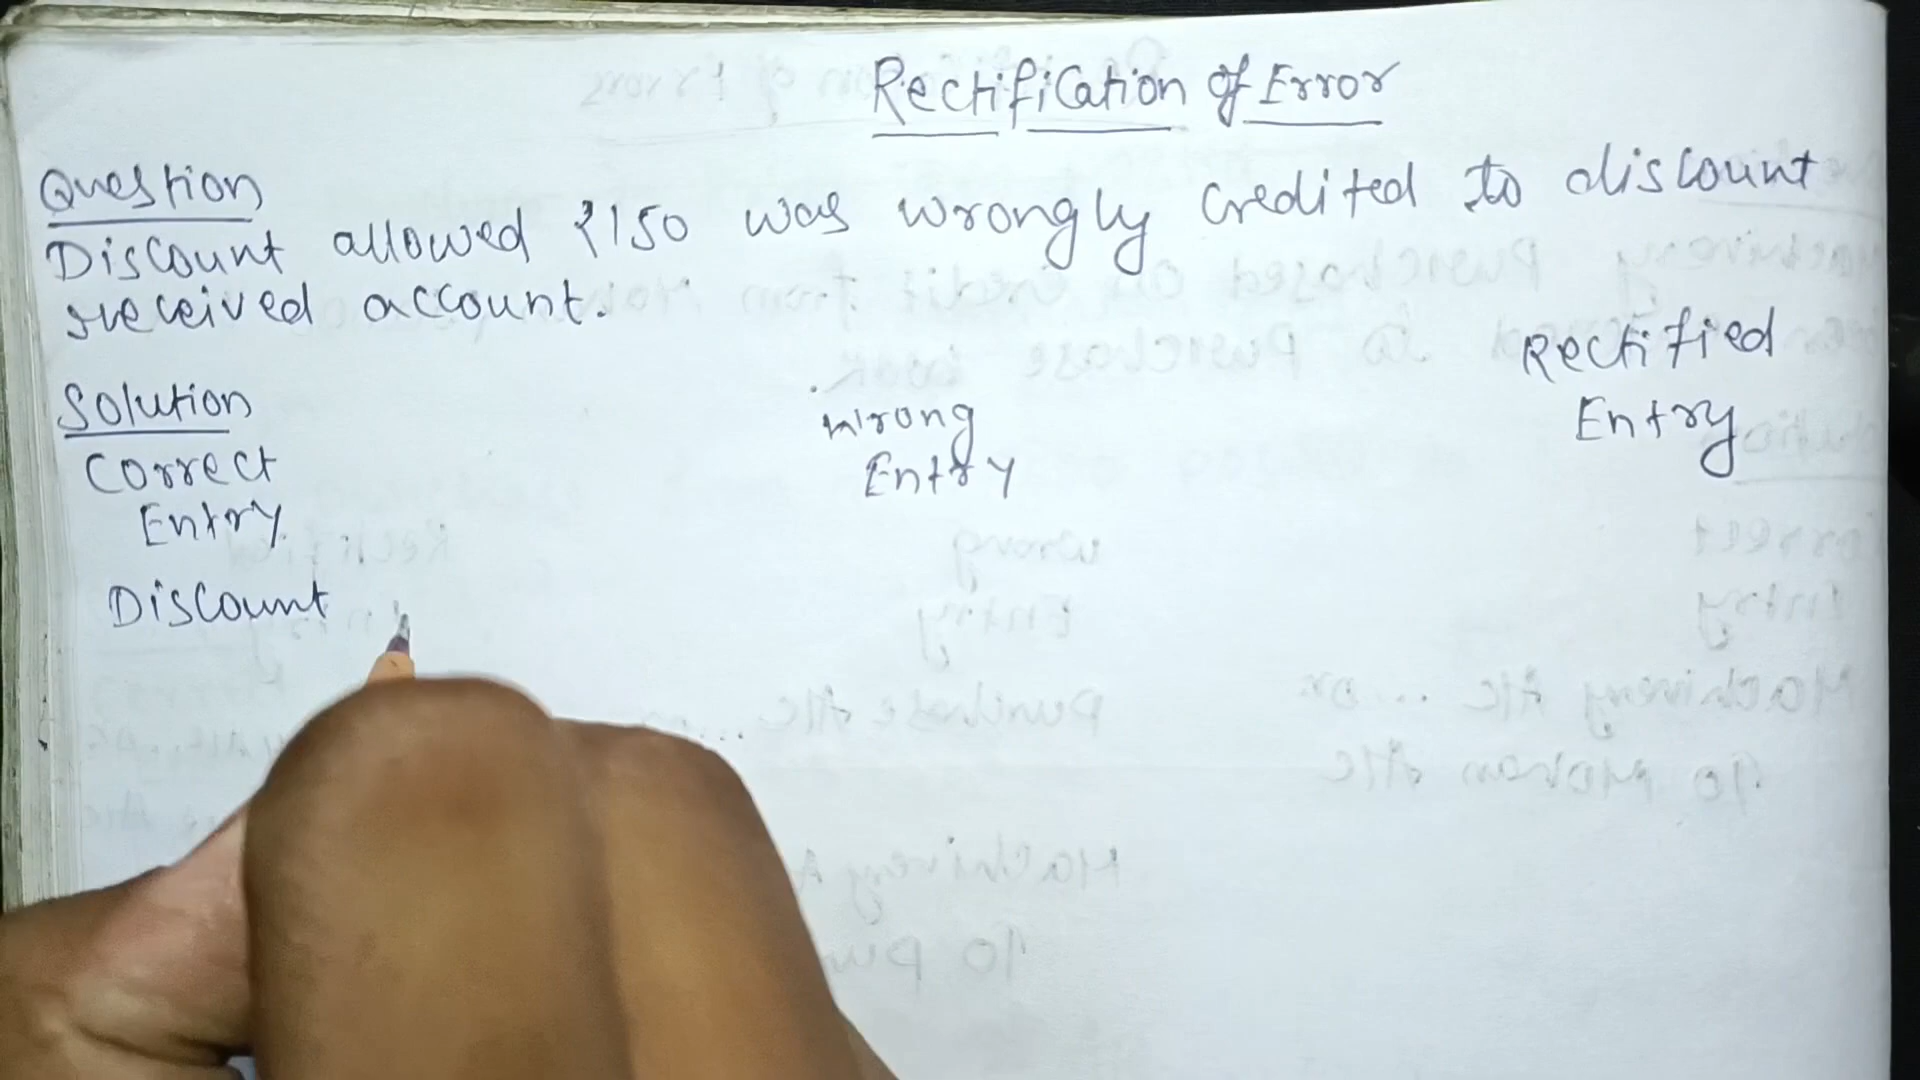 Rectification of Error
Question
Discount allowed ₹150 was wrongly credited to discount
received account.
Solution
Correct
Entry
Wrong
Entry
Rectified
Entry
Discount